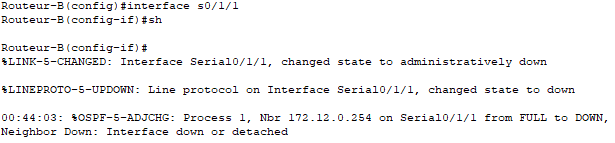 Routeur-B(config)#interface s0/1/1
Routeur-B(config-if)#sh
Routeur-B(config-if)#
%LINK-5-CHANGED: Interface Serial0/1/1, changed state to administratively down
%LINEPROTO-5-UPDOWN: Line protocol on Interface Serial0/1/1, changed state to down
00:44:03: %OSPF-5-ADJCHG: Process 1, Nbr 172.12.0.254 on Serial0/1/1 from FULL to DOWN,
Neighbor Down: Interface down or detached